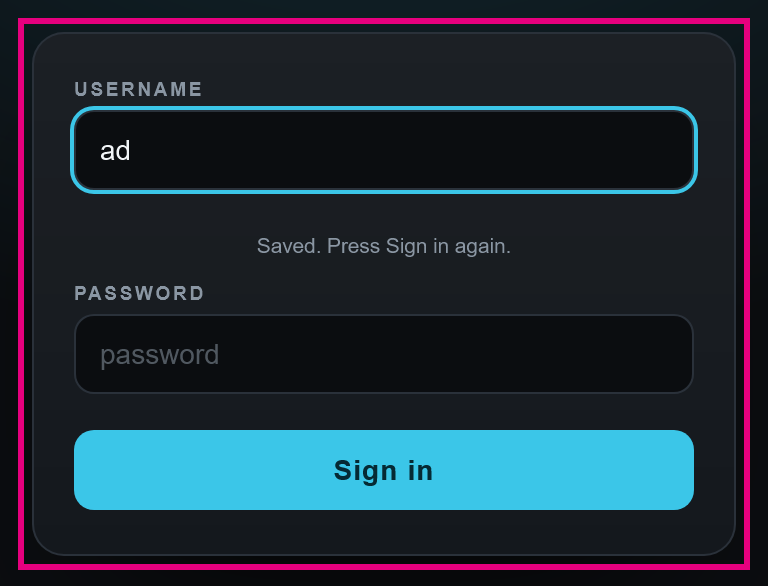 USERNAME
ad
Saved. Press Sign in again.
PASSWORD
password
Sign in